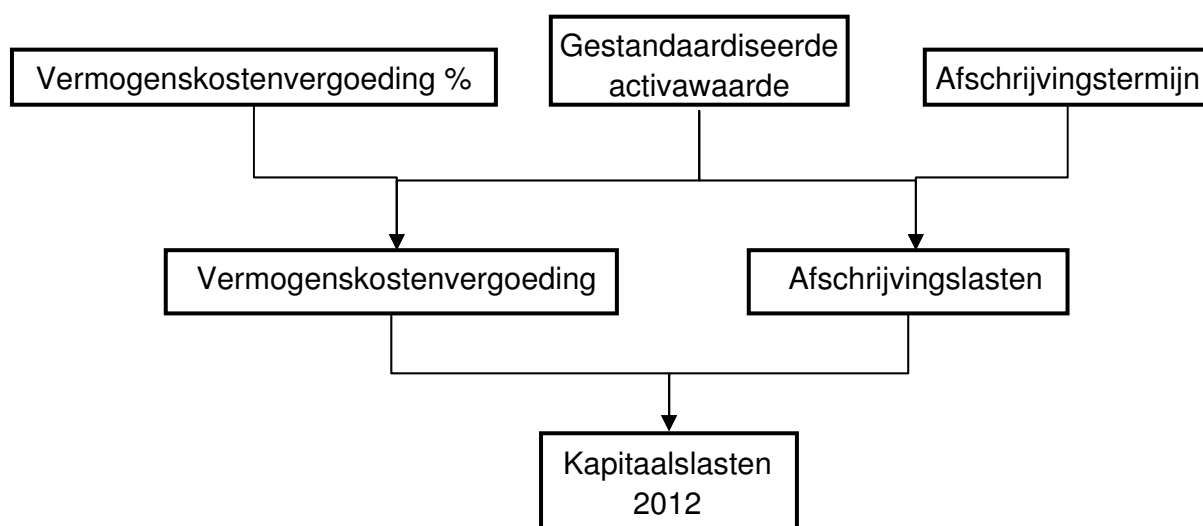 Vermogenskostenvergoeding %
Gestandaardiseerde
activawaarde
Afschrijvingstermijn
Vermogenskostenvergoeding
Afschrijvingslasten
Kapitaalslasten
2012